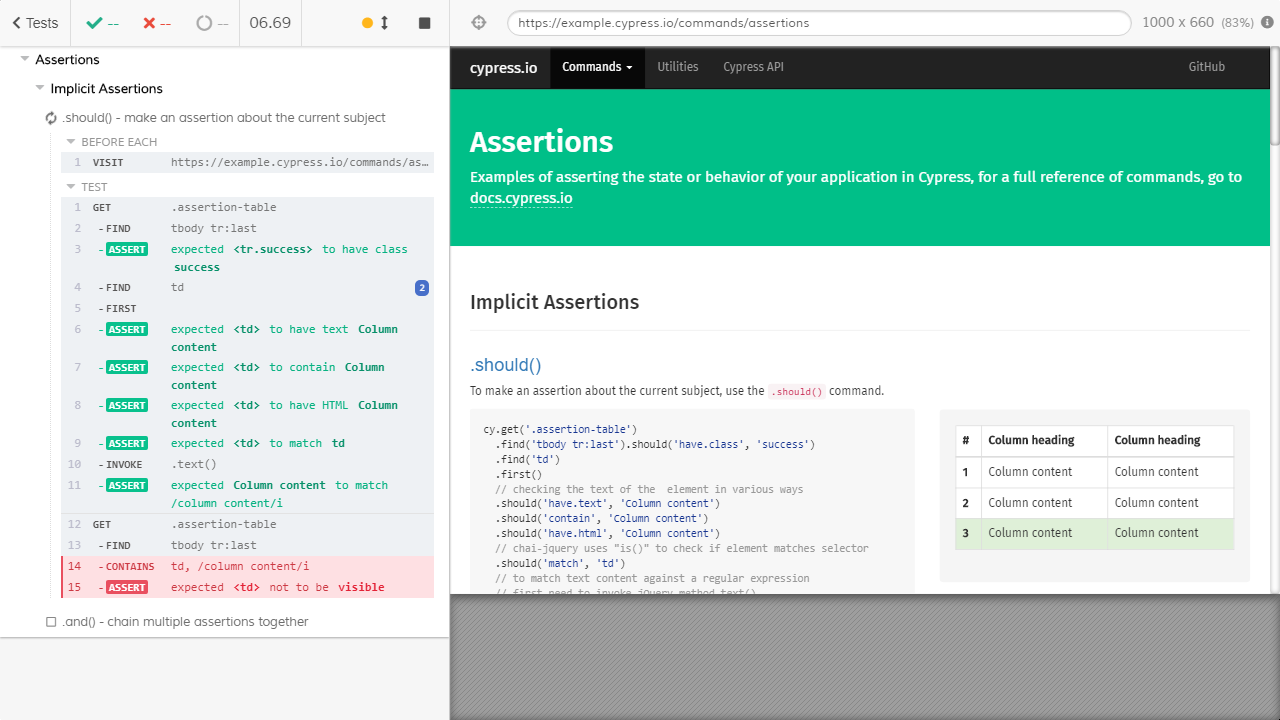 Tests -- -- -- 06.69
https://example.cypress.io/commands/assertions 1000 x 660 (83%)
Assertions
Implicit Assertions
.should() - make an assertion about the current subject
BEFORE EACH
1 VISIT https://example.cypress.io/commands/as…
TEST
1 GET .assertion-table
2 - FIND tbody tr:last
3 - ASSERT expected <tr.success> to have class
success
4 - FIND td 2
5 - FIRST
6 - ASSERT expected <td> to have text Column
content
7 - ASSERT expected <td> to contain Column
content
8 - ASSERT expected <td> to have HTML Column
content
9 - ASSERT expected <td> to match td
10 - INVOKE .text()
11 - ASSERT expected Column content to match
/column content/i
12 GET .assertion-table
13 - FIND tbody tr:last
14 - CONTAINS td, /column content/i
15 - ASSERT expected <td> not to be visible
.and() - chain multiple assertions together
cypress.io Commands Utilities Cypress API GitHub
Assertions
Examples of asserting the state or behavior of your application in Cypress, for a full reference of commands, go to
docs.cypress.io
Implicit Assertions
.should()
To make an assertion about the current subject, use the .should() command.
cy.get('.assertion-table')
.find('tbody tr:last').should('have.class', 'success')
.find('td')
.first()
// checking the text of the  element in various ways
.should('have.text', 'Column content')
.should('contain', 'Column content')
.should('have.html', 'Column content')
// chai-jquery uses "is()" to check if element matches selector
.should('match', 'td')
// to match text content against a regular expression
// first need to invoke jQuery method text()
# Column heading Column heading
1 Column content Column content
2 Column content Column content
3 Column content Column content